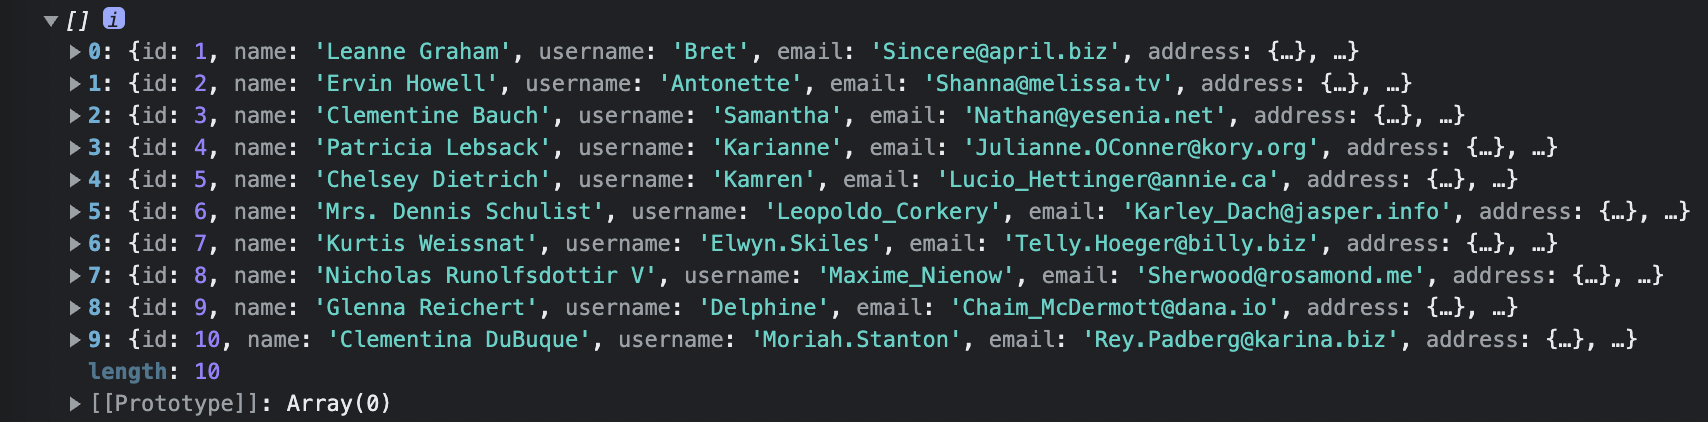 ▼ [] i
▶ 0: {id: 1, name: 'Leanne Graham', username: 'Bret', email: 'Sincere@april.biz', address: {…}, …}
▶ 1: {id: 2, name: 'Ervin Howell', username: 'Antonette', email: 'Shanna@melissa.tv', address: {…}, …}
▶ 2: {id: 3, name: 'Clementine Bauch', username: 'Samantha', email: 'Nathan@yesenia.net', address: {…}, …}
▶ 3: {id: 4, name: 'Patricia Lebsack', username: 'Karianne', email: 'Julianne.OConner@kory.org', address: {…}, …}
▶ 4: {id: 5, name: 'Chelsey Dietrich', username: 'Kamren', email: 'Lucio_Hettinger@annie.ca', address: {…}, …}
▶ 5: {id: 6, name: 'Mrs. Dennis Schulist', username: 'Leopoldo_Corkery', email: 'Karley_Dach@jasper.info', address: {…}, …}
▶ 6: {id: 7, name: 'Kurtis Weissnat', username: 'Elwyn.Skiles', email: 'Telly.Hoeger@billy.biz', address: {…}, …}
▶ 7: {id: 8, name: 'Nicholas Runolfsdottir V', username: 'Maxime_Nienow', email: 'Sherwood@rosamond.me', address: {…}, …}
▶ 8: {id: 9, name: 'Glenna Reichert', username: 'Delphine', email: 'Chaim_McDermott@dana.io', address: {…}, …}
▶ 9: {id: 10, name: 'Clementina DuBuque', username: 'Moriah.Stanton', email: 'Rey.Padberg@karina.biz', address: {…}, …}
length: 10
▶ [[Prototype]]: Array(0)